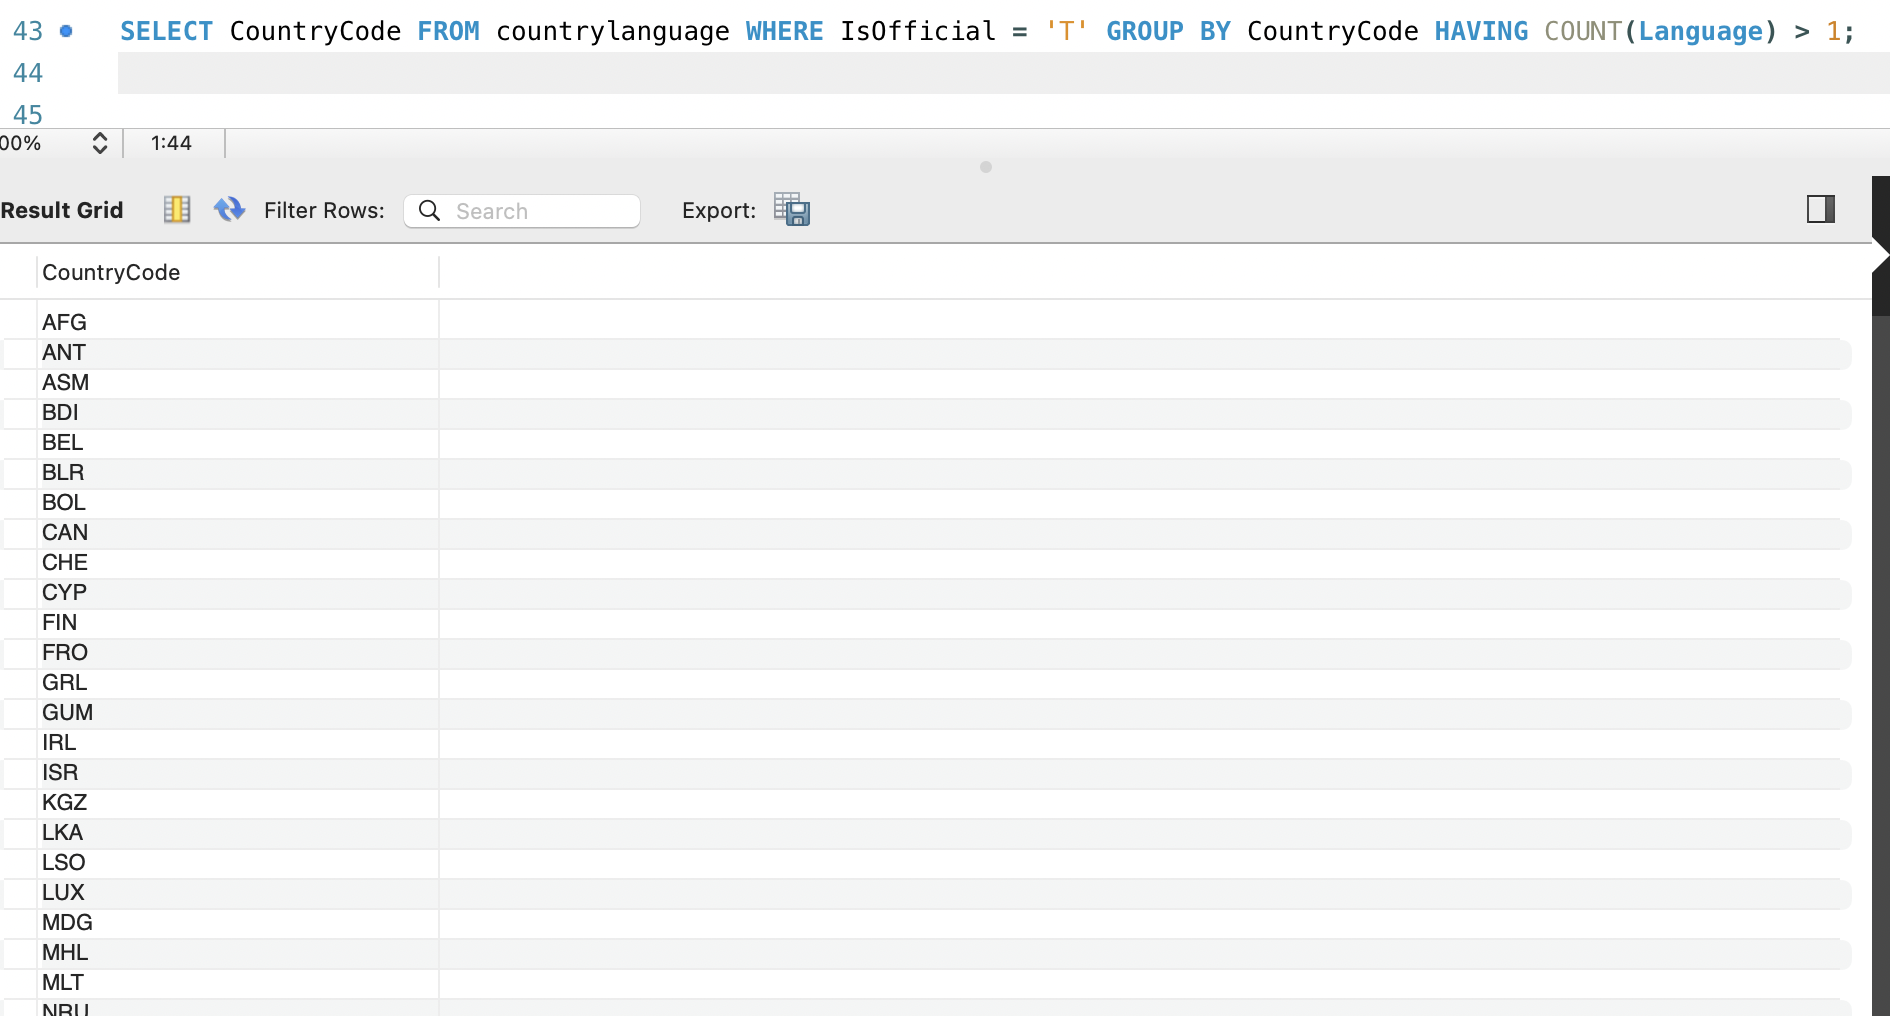 43 SELECT CountryCode FROM countrylanguage WHERE IsOfficial = 'T' GROUP BY CountryCode HAVING COUNT(Language) > 1;
44
45
00% 1:44
Result Grid Filter Rows: Search Export:
CountryCode
AFG
ANT
ASM
BDI
BEL
BLR
BOL
CAN
CHE
CYP
FIN
FRO
GRL
GUM
IRL
ISR
KGZ
LKA
LSO
LUX
MDG
MHL
MLT
NRU